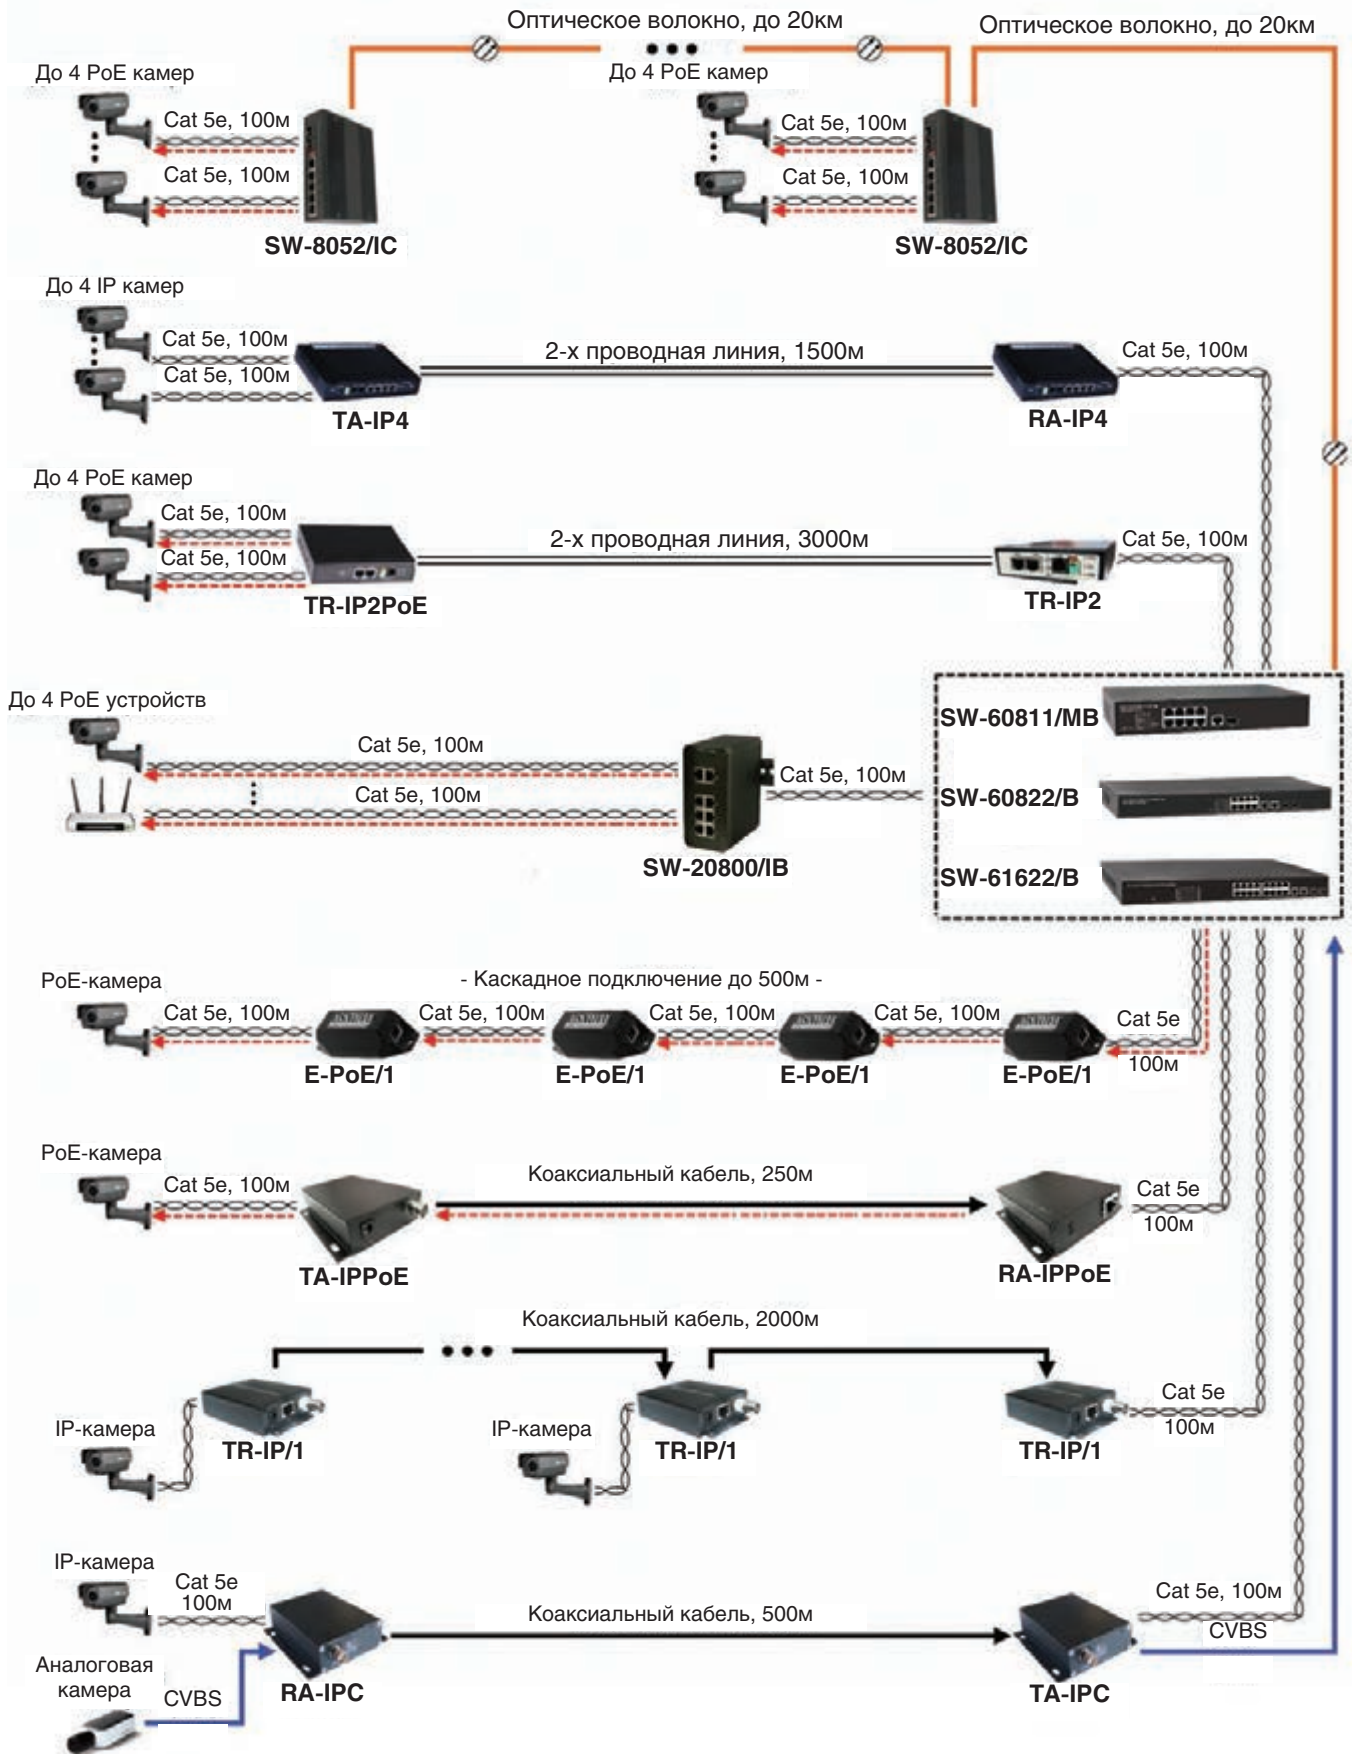 Оптическое волокно, до 20км
Оптическое волокно, до 20км
До 4 PoE камер
До 4 PoE камер
Cat 5e, 100м
Cat 5e, 100м
Cat 5e, 100м
Cat 5e, 100м
SW-8052/IC
SW-8052/IC
До 4 IP камер
Cat 5e, 100м
2-х проводная линия, 1500м
Cat 5e, 100м
Cat 5e, 100м
TA-IP4
RA-IP4
До 4 PoE камер
Cat 5e, 100м
2-х проводная линия, 3000м
Cat 5e, 100м
Cat 5e, 100м
TR-IP2PoE
TR-IP2
До 4 PoE устройств
SW-60811/MB
Cat 5e, 100м
Cat 5e, 100м
Cat 5e, 100м
SW-60822/B
SW-20800/IB
SW-61622/B
PoE-камера
- Каскадное подключение до 500м -
Cat 5e, 100м
Cat 5e, 100м
Cat 5e, 100м
Cat 5e, 100м
Cat 5e
100м
E-PoE/1
E-PoE/1
E-PoE/1
E-PoE/1
PoE-камера
Cat 5e, 100м
Коаксиальный кабель, 250м
Cat 5e
100м
TA-IPPoE
RA-IPPoE
Коаксиальный кабель, 2000м
Cat 5e
100м
IP-камера
IP-камера
TR-IP/1
TR-IP/1
TR-IP/1
IP-камера
Cat 5e
100м
Коаксиальный кабель, 500м
Cat 5e, 100м
CVBS
Аналоговая
камера
CVBS
RA-IPC
TA-IPC